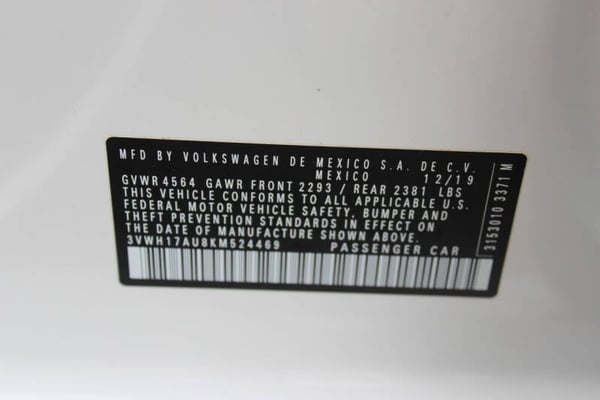 MFD BY VOLKSWAGEN DE MEXICO S.A. DE C.V.
MEXICO 12/19
GVWR 4564 GAWR FRONT 2293 / REAR 2381 LBS
THIS VEHICLE CONFORMS TO ALL APPLICABLE U.S.
FEDERAL MOTOR VEHICLE SAFETY, BUMPER AND
THEFT PREVENTION STANDARDS IN EFFECT ON
THE DATE OF MANUFACTURE SHOWN ABOVE.
3VWH17AU8KM524469 PASSENGER CAR
3153010 3371 M